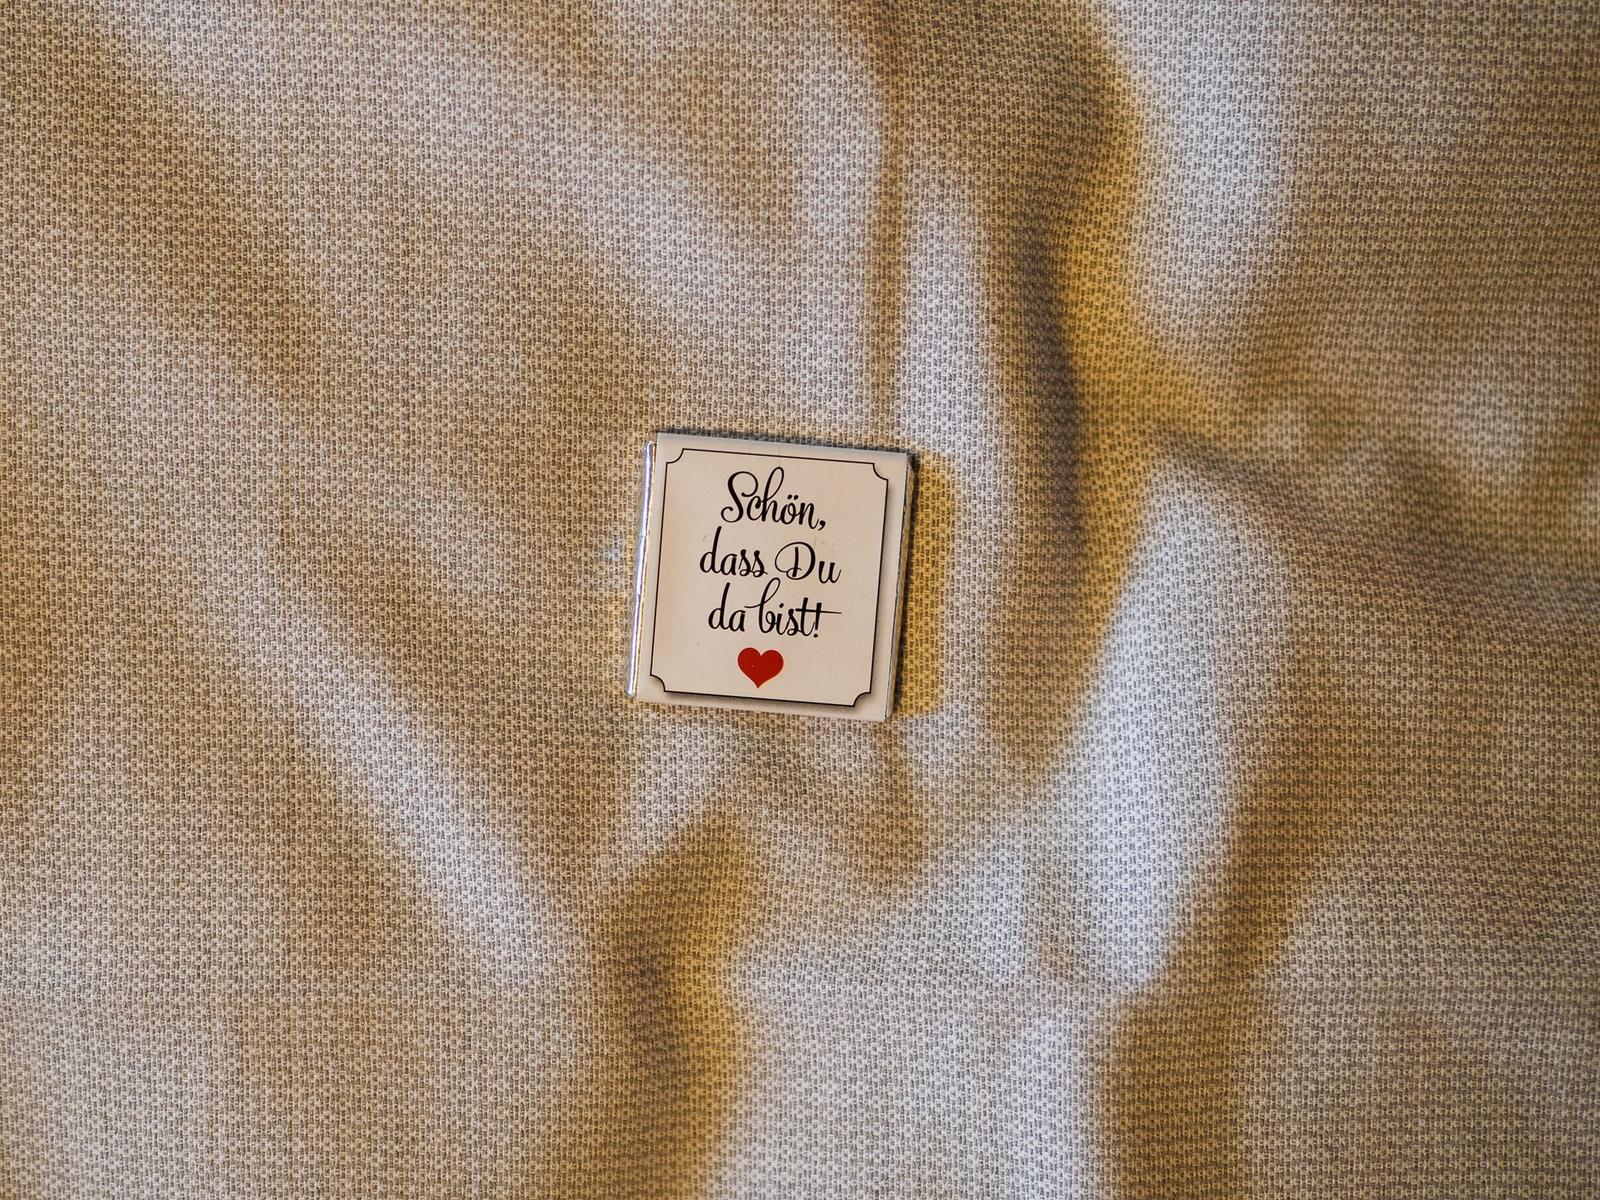 Schön,
dass Du
da bist!